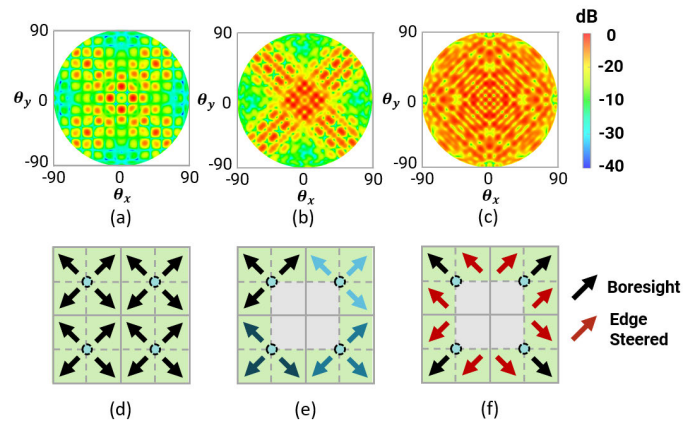 dB
90
90
90
0
-10
-20
-30
-40
θy 0
θy 0
0
-90
-90
-90
-90 0 90
-90 0 90
-90 0 90
θx
θx
θx
(a)
(b)
(c)
Boresight
Edge
Steered
(d)
(e)
(f)